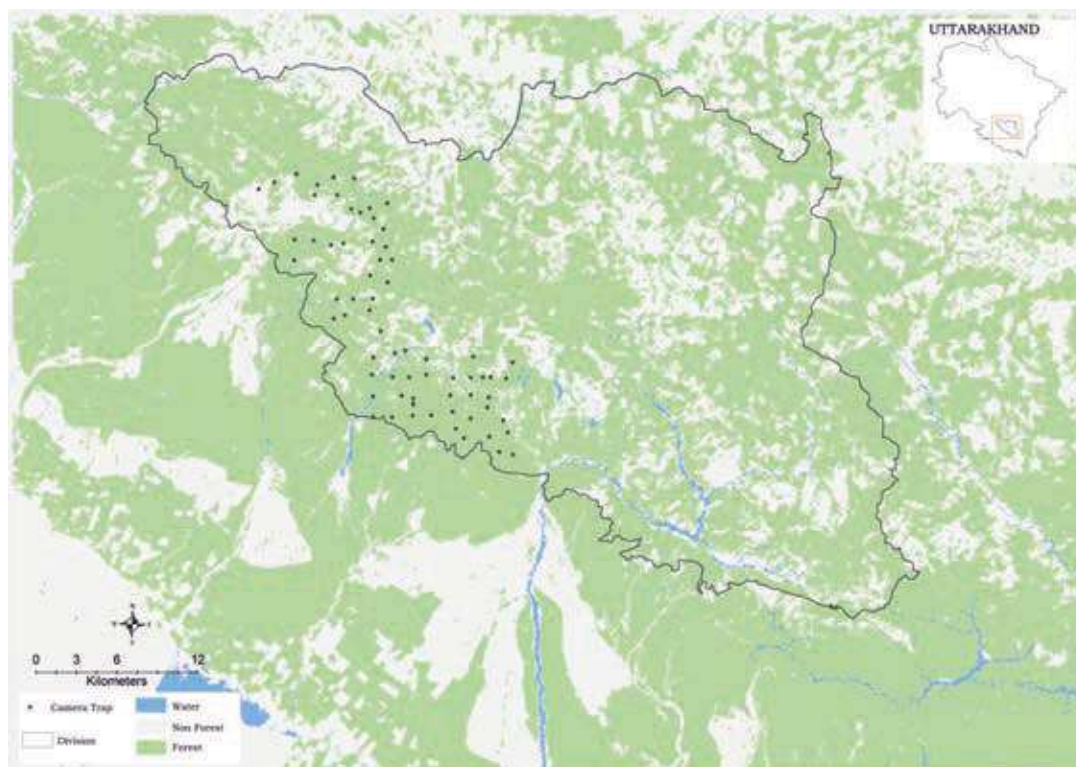 UTTARAKHAND
N
0 3 6 12
Kilometers
Camera Trap
Division
Water
Non Forest
Forest